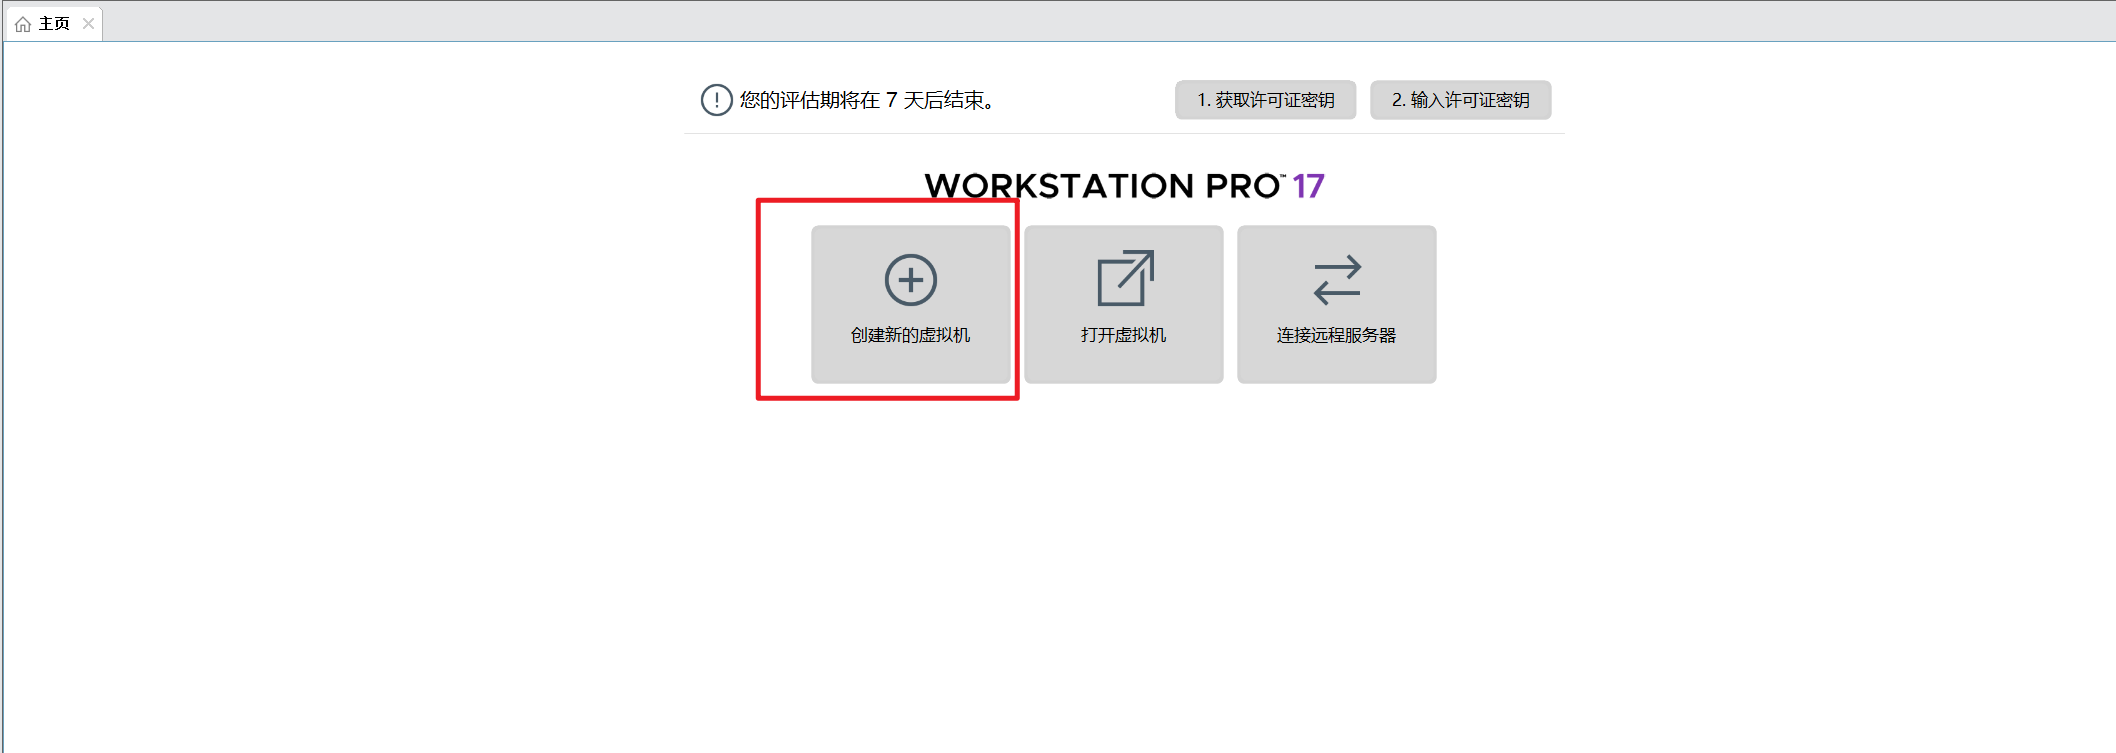 主页
您的评估期将在 7 天后结束。
1. 获取许可证密钥
2. 输入许可证密钥
WORKSTATION PRO™ 17
创建新的虚拟机
打开虚拟机
连接远程服务器